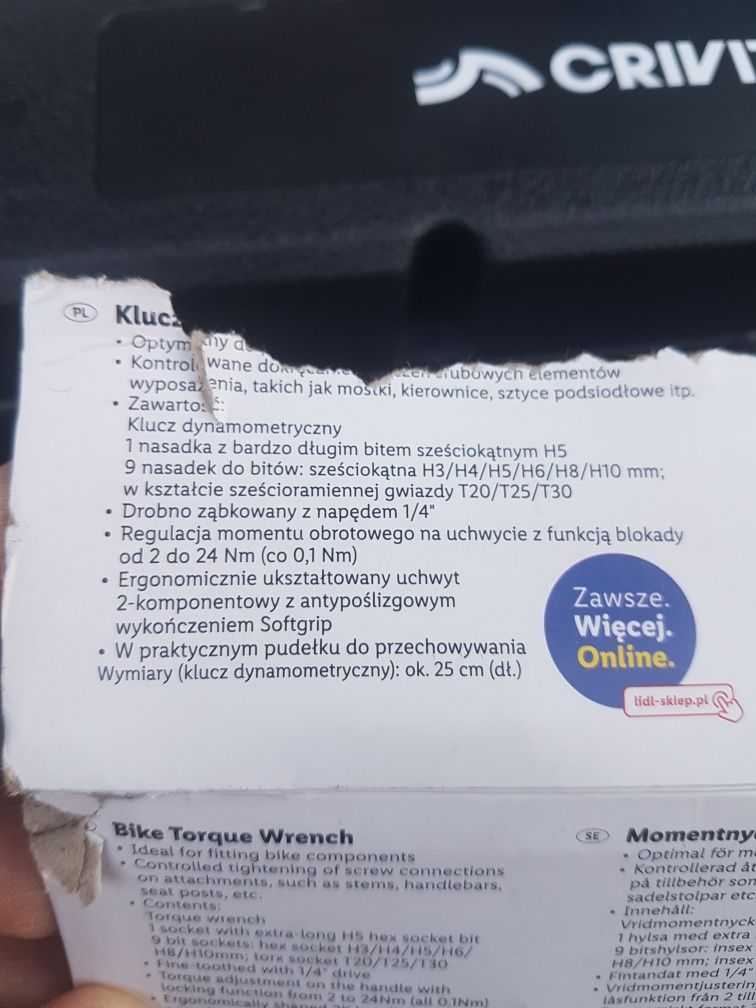 CRIVIT
PL
Klucz
• Optym hy d
• Kontrol wane dok śrubowych elementów
wyposażenia, takich jak mostki, kierownice, sztyce podsiodłowe itp.
• Zawartość:
Klucz dynamometryczny
1 nasadka z bardzo długim bitem sześciokątnym H5
9 nasadek do bitów: sześciokątna H3/H4/H5/H6/H8/H10 mm;
w kształcie sześcioramiennej gwiazdy T20/T25/T30
• Drobno ząbkowany z napędem 1/4"
• Regulacja momentu obrotowego na uchwycie z funkcją blokady
od 2 do 24 Nm (co 0,1 Nm)
• Ergonomicznie ukształtowany uchwyt
2-komponentowy z antypoślizgowym
wykończeniem Softgrip
• W praktycznym pudełku do przechowywania
Wymiary (klucz dynamometryczny): ok. 25 cm (dł.)
Zawsze.
Więcej.
Online.
lidl-sklep.pl
Bike Torque Wrench
• Ideal for fitting bike components
• Controlled tightening of screw connections
on attachments, such as stems, handlebars,
seat posts, etc.
• Contents:
Torque wrench
1 socket with extra-long H5 hex socket bit
9 bit sockets: hex socket H3/H4/H5/H6/
H8/H10mm; torx socket T20/T25/T30
• Fine-toothed with 1/4" drive
• Torque adjustment on the handle with
locking function from 2 to 24Nm (all 0,1Nm)
• Ergonomically shaped
SE
Momentny
• Optimal för m
• Kontrollerad åt
på tillbehör son
sadelstolpar etc
• Innehåll:
Vridmomentnyck
1 hylsa med extra
9 bitshylsor: insex
H8/H10 mm; insex
• Fintandat med 1/4"
• Vridmomentjusterin
låsfunktion från 2 till